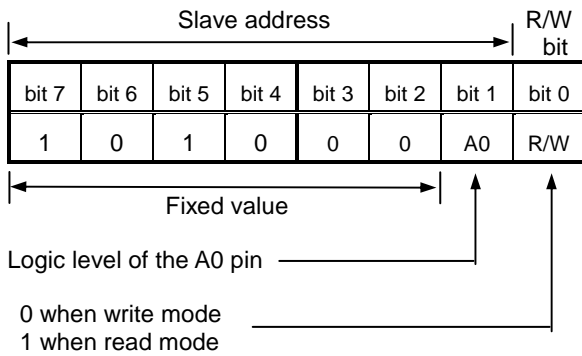 Slave address R/W
bit
bit 7 bit 6 bit 5 bit 4 bit 3 bit 2 bit 1 bit 0
1 0 1 0 0 0 A0 R/W
Fixed value
Logic level of the A0 pin
0 when write mode
1 when read mode